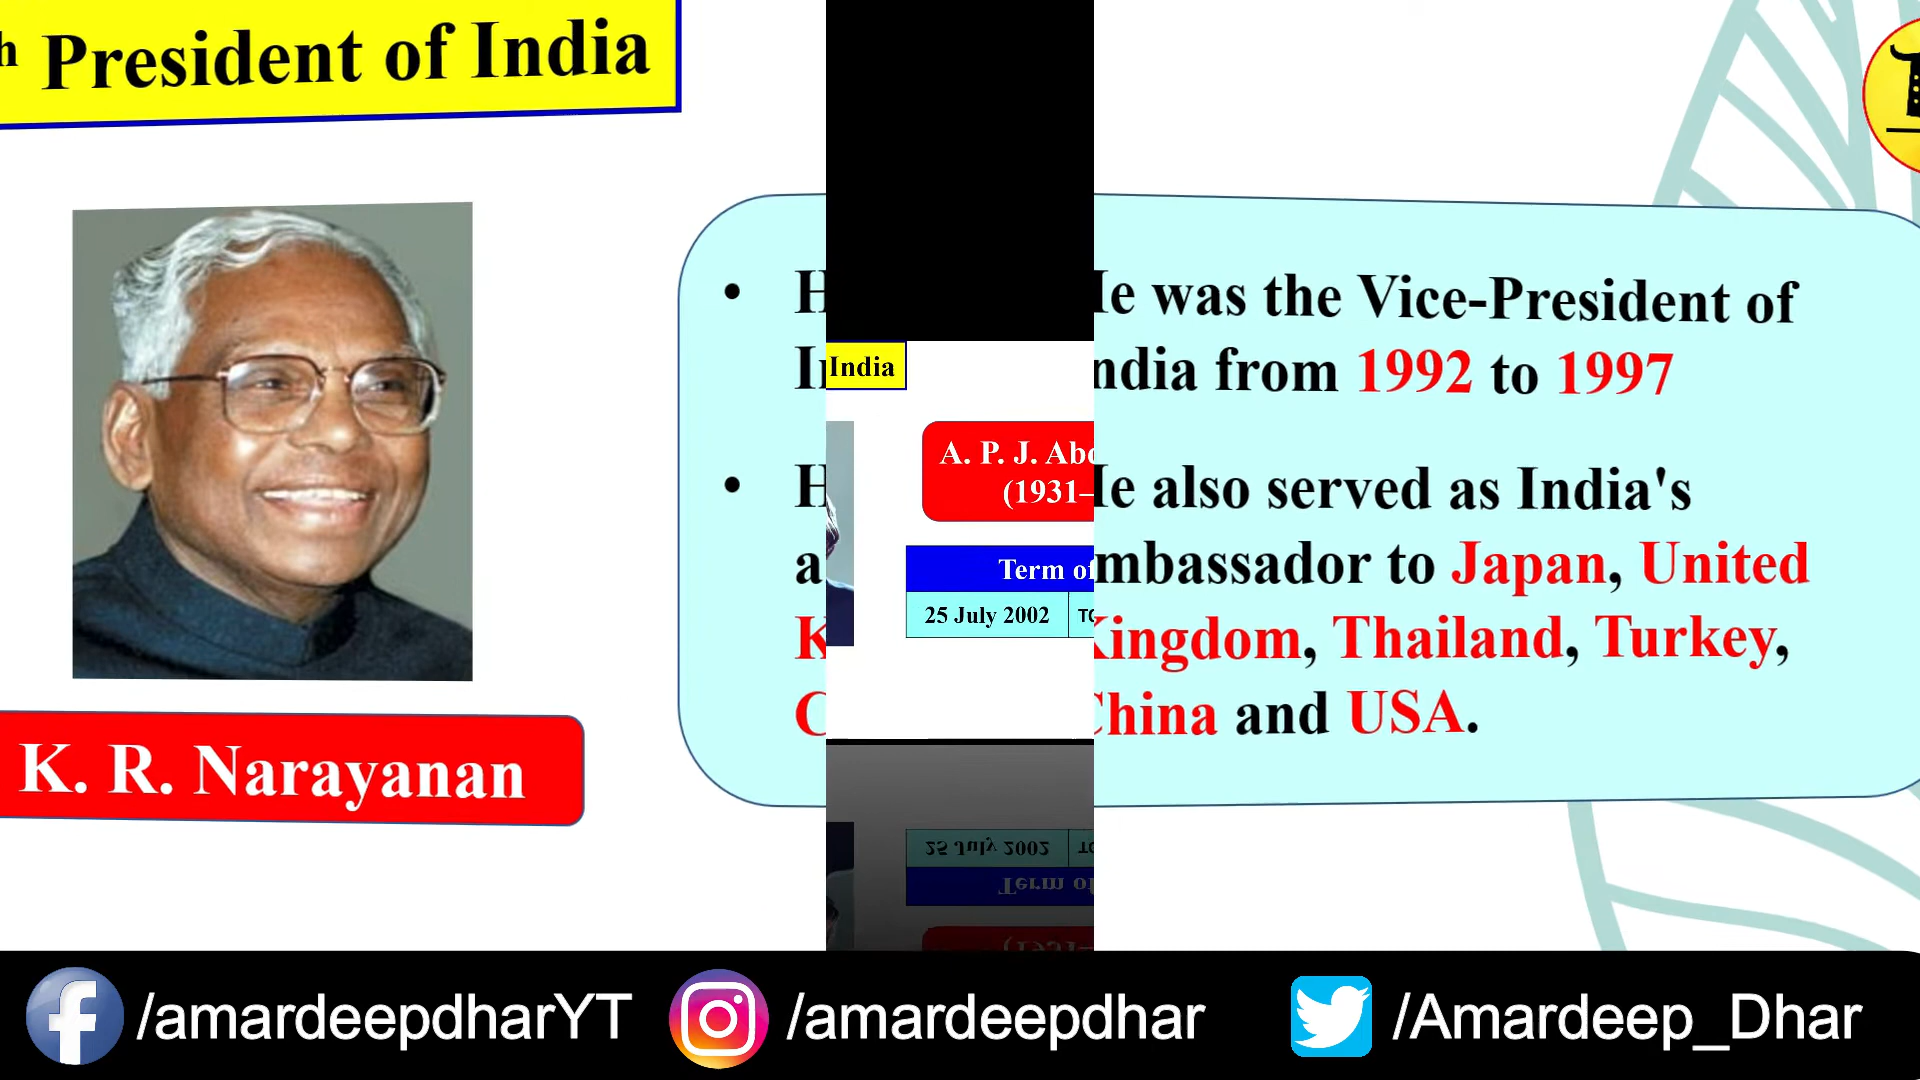 h President of India
K. R. Narayanan
He was the Vice-President of
India from 1992 to 1997
He also served as India's
ambassador to Japan, United
Kingdom, Thailand, Turkey,
China and USA.
India
A. P. J. Abd
(1931–
Term of
25 July 2002
/amardeepdharYT
/amardeepdhar
/Amardeep_Dhar